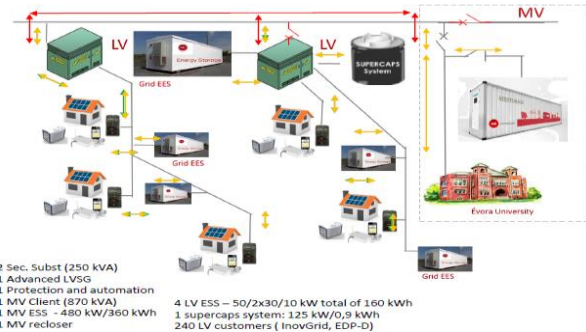 MV
LV
LV
Energy Storage
SUPERCAPS
System
Grid EES
Grid EES
Évora University
Grid EES
2 Sec. Subst (250 kVA)
1 Advanced LVSG
1 Protection and automation
1 MV Client (870 kVA)
1 MV ESS - 480 kW/360 kWh
1 MV recloser
4 LV ESS – 50/2x30/10 kW total of 160 kWh
1 supercaps system: 125 kW/0,9 kWh
240 LV customers ( InovGrid, EDP-D)